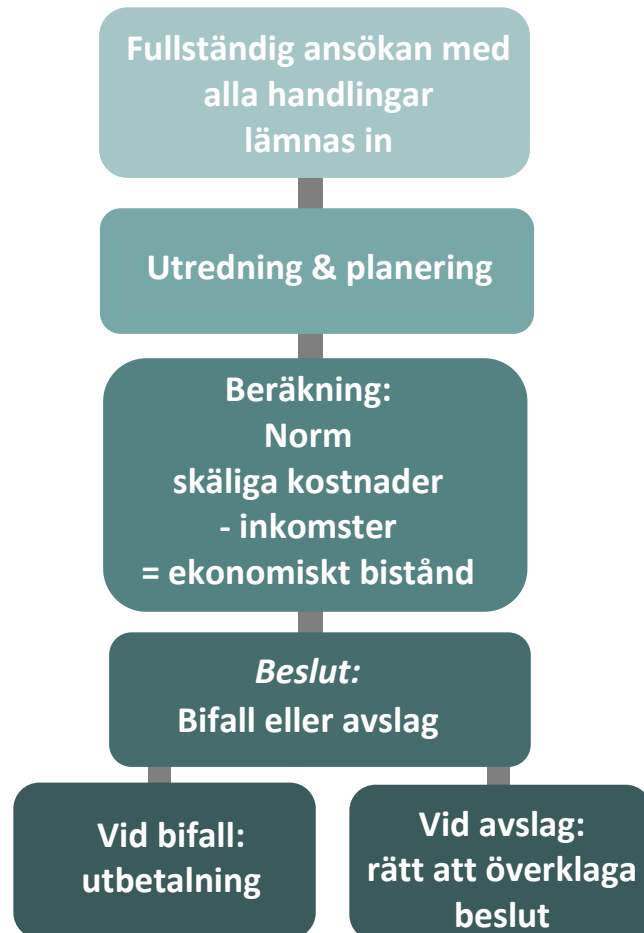 Fullständig ansökan med
alla handlingar
lämnas in
Utredning & planering
Beräkning:
Norm
skäliga kostnader
- inkomster
= ekonomiskt bistånd
Beslut:
Bifall eller avslag
Vid bifall:
utbetalning
Vid avslag:
rätt att överklaga
beslut